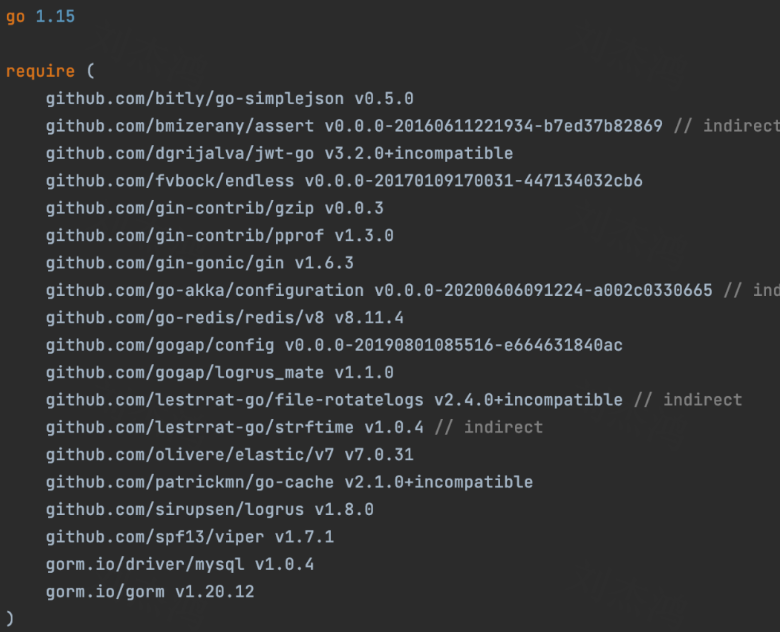 go 1.15
require (
github.com/bitly/go-simplejson v0.5.0
github.com/bmizerany/assert v0.0.0-20160611221934-b7ed37b82869 // indirect
github.com/dgrijalva/jwt-go v3.2.0+incompatible
github.com/fvbock/endless v0.0.0-20170109170031-447134032cb6
github.com/gin-contrib/gzip v0.0.3
github.com/gin-contrib/pprof v1.3.0
github.com/gin-gonic/gin v1.6.3
github.com/go-akka/configuration v0.0.0-20200606091224-a002c0330665 // ind
github.com/go-redis/redis/v8 v8.11.4
github.com/gogap/config v0.0.0-20190801085516-e664631840ac
github.com/gogap/logrus_mate v1.1.0
github.com/lestrrat-go/file-rotatelogs v2.4.0+incompatible // indirect
github.com/lestrrat-go/strftime v1.0.4 // indirect
github.com/olivere/elastic/v7 v7.0.31
github.com/patrickmn/go-cache v2.1.0+incompatible
github.com/sirupsen/logrus v1.8.0
github.com/spf13/viper v1.7.1
gorm.io/driver/mysql v1.0.4
gorm.io/gorm v1.20.12
)